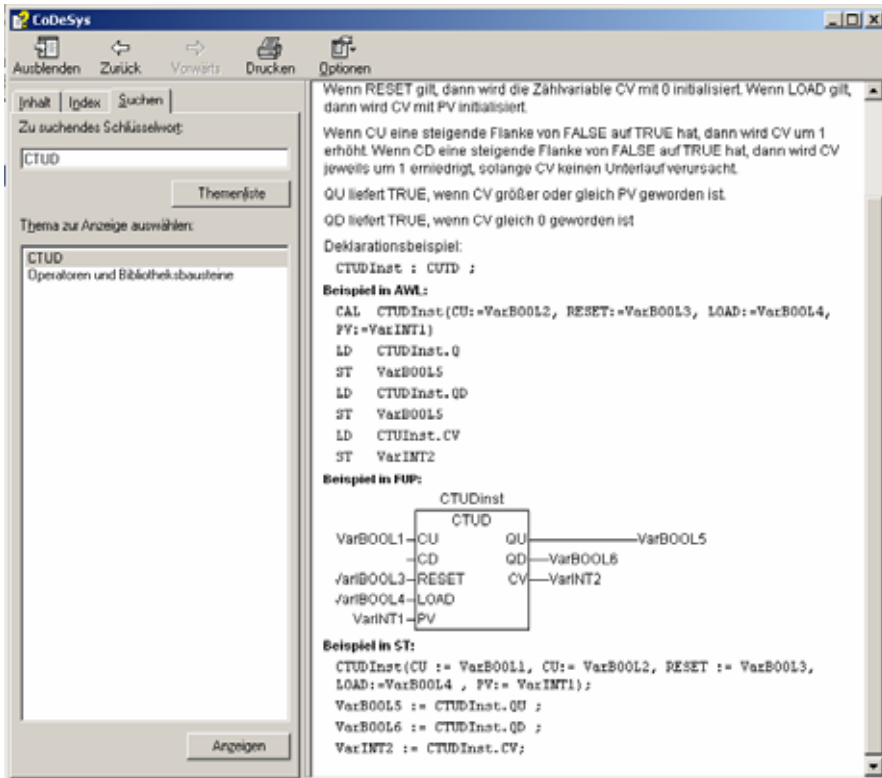 CoDeSys
Ausblenden Zurück Vorwärts Drucken Optionen
Inhalt Index Suchen
Zu suchendes Schlüsselwort:
CTUD
Themenliste
Thema zur Anzeige auswählen:
CTUD
Operatoren und Bibliotheksbausteine
Anzeigen
Wenn RESET gilt, dann wird die Zählvariable CV mit 0 initialisiert. Wenn LOAD gilt,
dann wird CV mit PV initialisiert.
Wenn CU eine steigende Flanke von FALSE auf TRUE hat, dann wird CV um 1
erhöht. Wenn CD eine steigende Flanke von FALSE auf TRUE hat, dann wird CV
jeweils um 1 erniedrigt, solange CV keinen Unterlauf verursacht.
QU liefert TRUE, wenn CV größer oder gleich PV geworden ist.
QD liefert TRUE, wenn CV gleich 0 geworden ist
Deklarationsbeispiel:
CTUDInst : CUTD ;
Beispiel in AWL:
CAL CTUDInst(CU:=VarBOOL2, RESET:=VarBOOL3, LOAD:=VarBOOL4,
PV:=VarINT1)
LD CTUDInst.Q
ST VarBOOL5
LD CTUDInst.QD
ST VarBOOL5
LD CTUInst.CV
ST VarINT2
Beispiel in FUP:
CTUDinst
CTUD
VarBOOL1 CU QU VarBOOL5
CD QD VarBOOL6
VarIBOOL3 RESET CV VarINT2
VarIBOOL4 LOAD
VarINT1 PV
Beispiel in ST:
CTUDInst(CU := VarBOOL1, CU:= VarBOOL2, RESET := VarBOOL3,
LOAD:=VarBOOL4 , PV:= VarINT1);
VarBOOL5 := CTUDInst.QU ;
VarBOOL6 := CTUDInst.QD ;
VarINT2 := CTUDInst.CV;